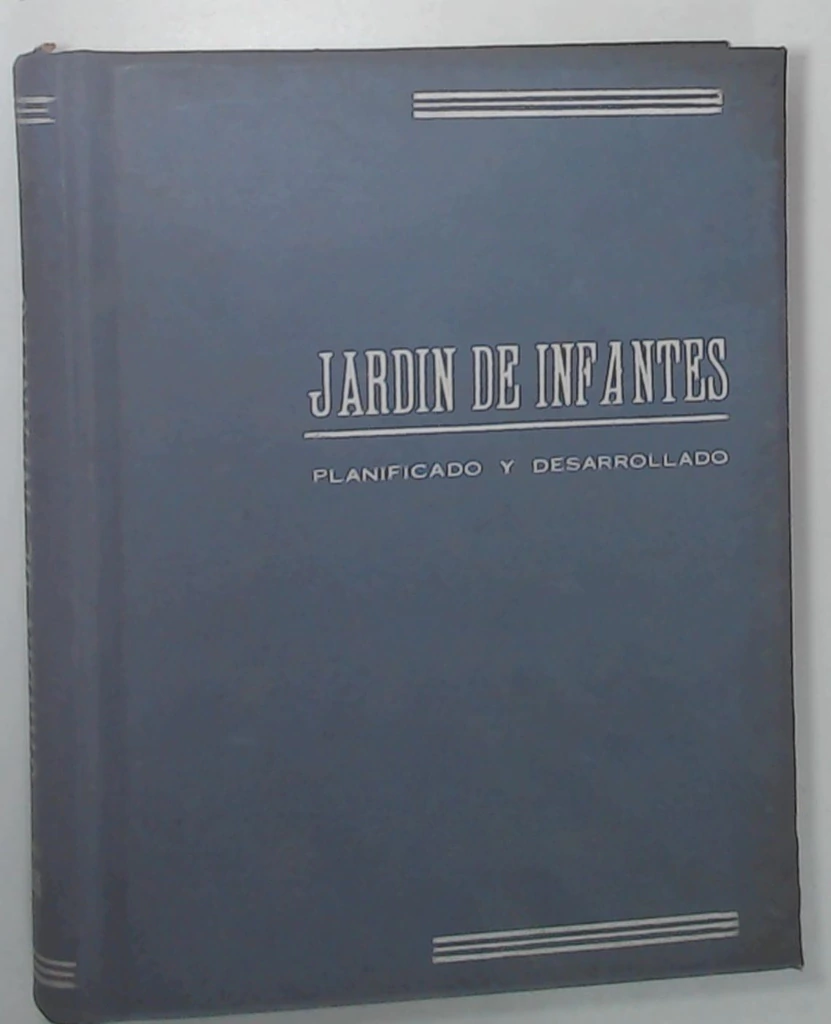 JARDIN DE INFANTES
PLANIFICADO Y DESARROLLADO